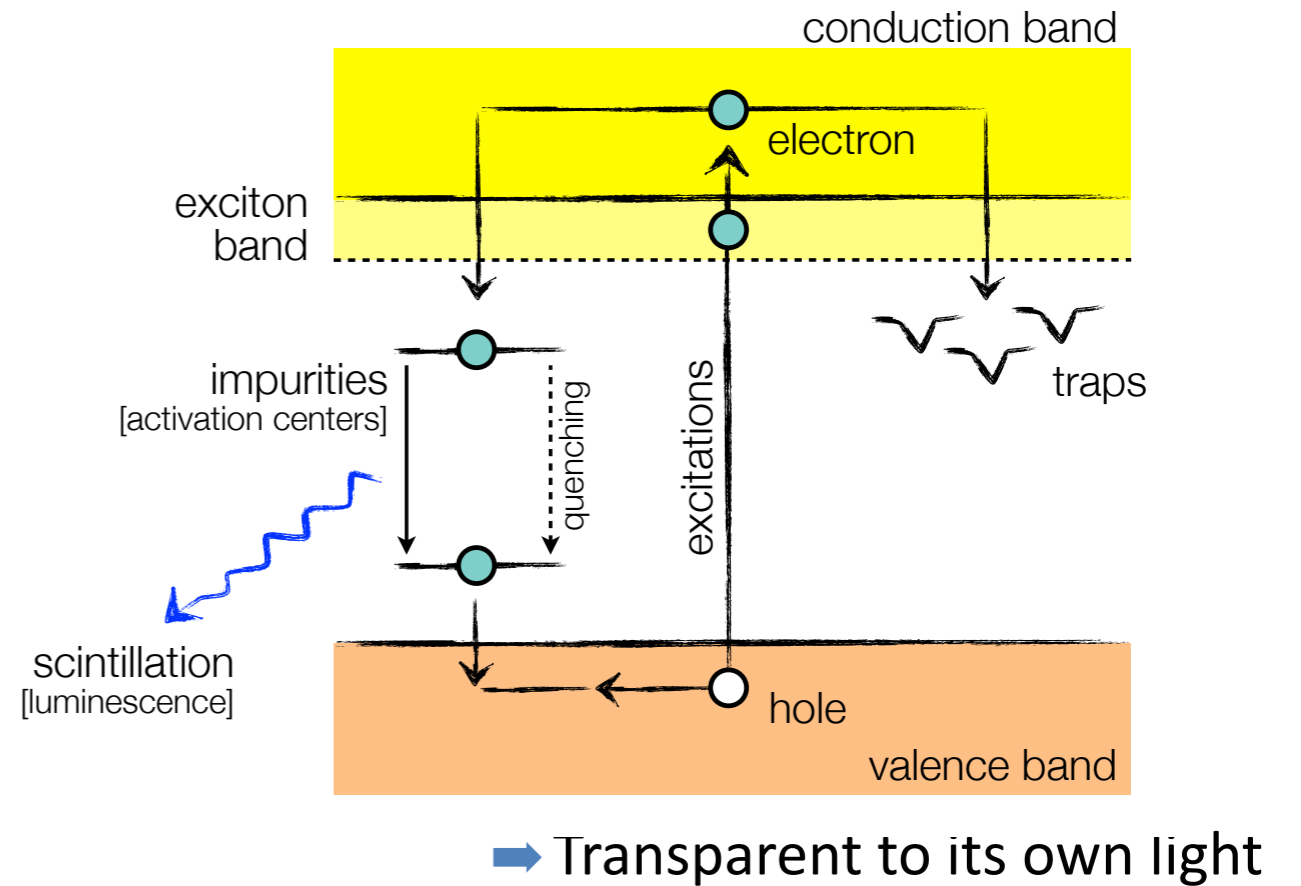 conduction band
electron
exciton
band
impurities
[activation centers]
quenching
excitations
traps
scintillation
[luminescence]
hole
valence band
Transparent to its own light